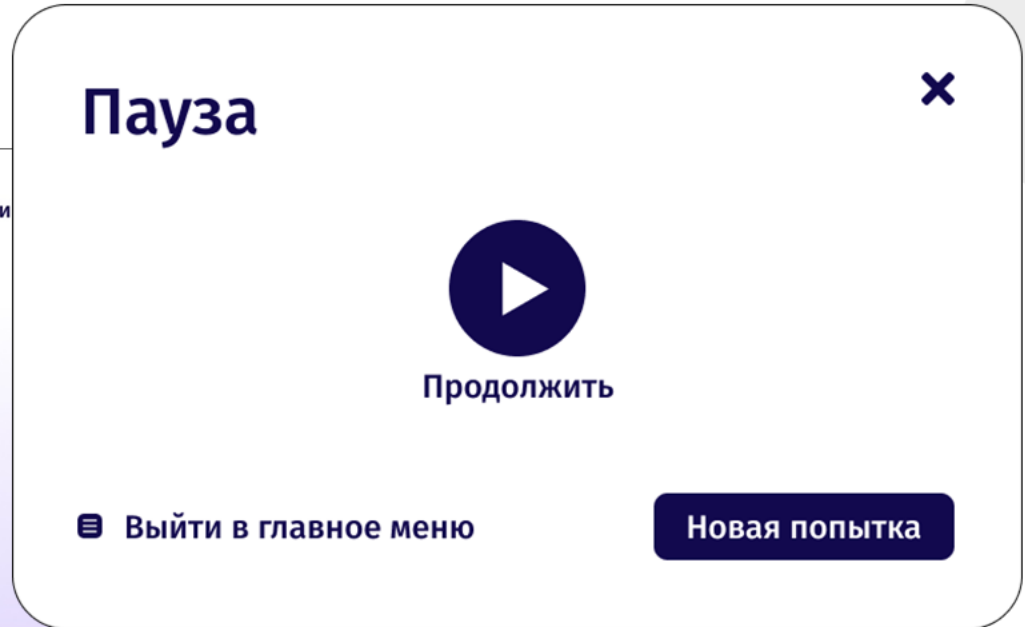 Пауза
и
Продолжить
Выйти в главное меню
Новая попытка